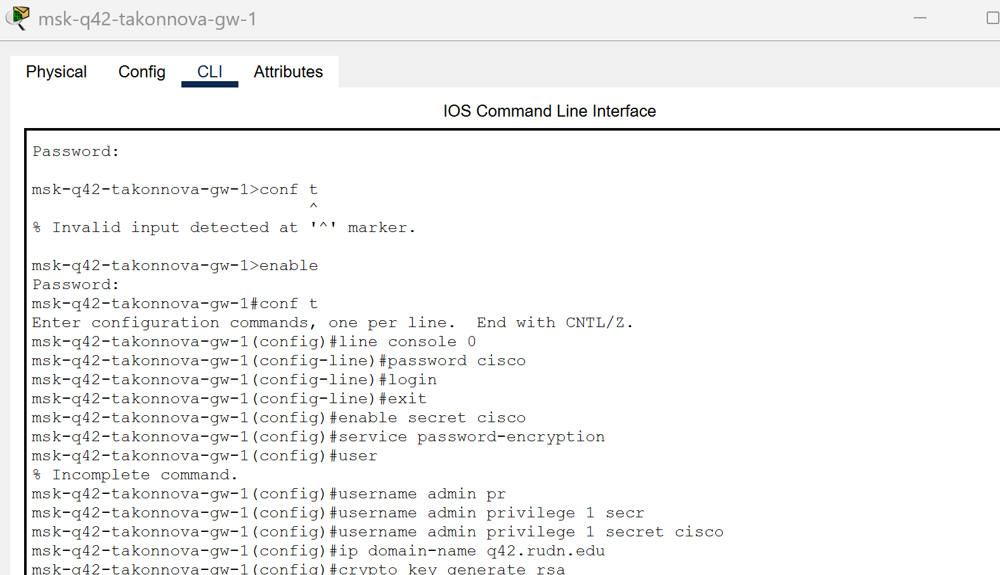 msk-q42-takonnova-gw-1
Physical Config CLI Attributes
IOS Command Line Interface
Password:
msk-q42-takonnova-gw-1>conf t
^
% Invalid input detected at '^' marker.
msk-q42-takonnova-gw-1>enable
Password:
msk-q42-takonnova-gw-1#conf t
Enter configuration commands, one per line.  End with CNTL/Z.
msk-q42-takonnova-gw-1(config)#line console 0
msk-q42-takonnova-gw-1(config-line)#password cisco
msk-q42-takonnova-gw-1(config-line)#login
msk-q42-takonnova-gw-1(config-line)#exit
msk-q42-takonnova-gw-1(config)#enable secret cisco
msk-q42-takonnova-gw-1(config)#service password-encryption
msk-q42-takonnova-gw-1(config)#user
% Incomplete command.
msk-q42-takonnova-gw-1(config)#username admin pr
msk-q42-takonnova-gw-1(config)#username admin privilege 1 secr
msk-q42-takonnova-gw-1(config)#username admin privilege 1 secret cisco
msk-q42-takonnova-gw-1(config)#ip domain-name q42.rudn.edu
msk-q42-takonnova-gw-1(config)#crypto key generate rsa